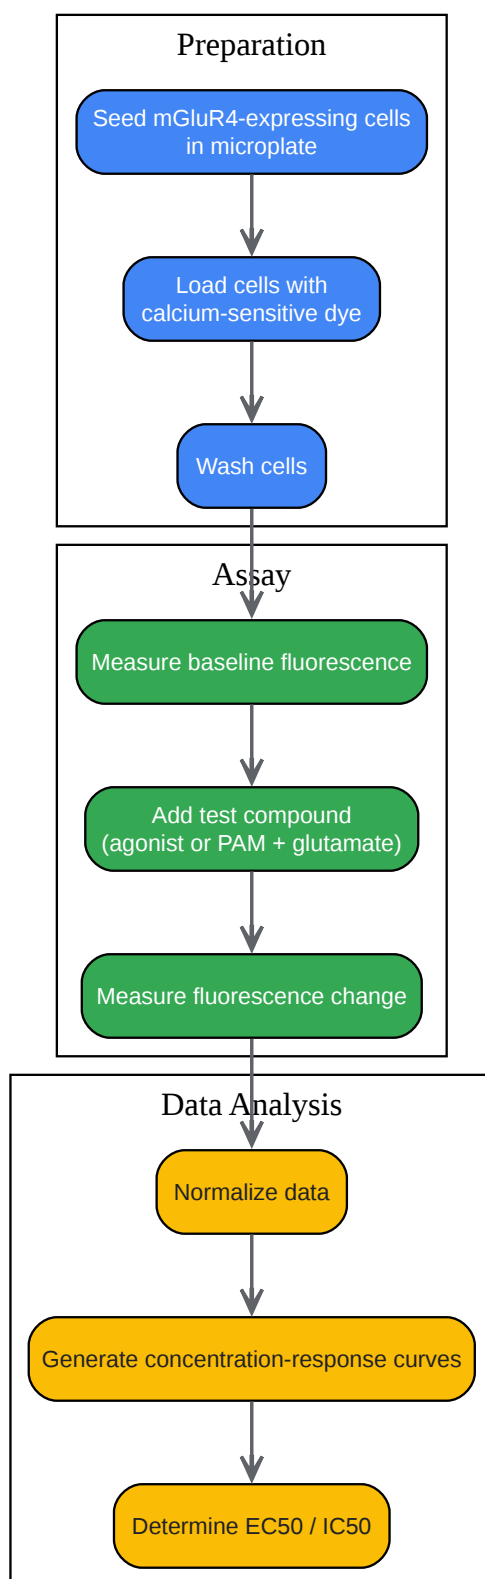 Preparation
Seed mGluR4-expressing cells
in microplate
Load cells with
calcium-sensitive dye
Wash cells
Assay
Measure baseline fluorescence
Add test compound
(agonist or PAM + glutamate)
Measure fluorescence change
Data Analysis
Normalize data
Generate concentration-response curves
Determine EC50 / IC50